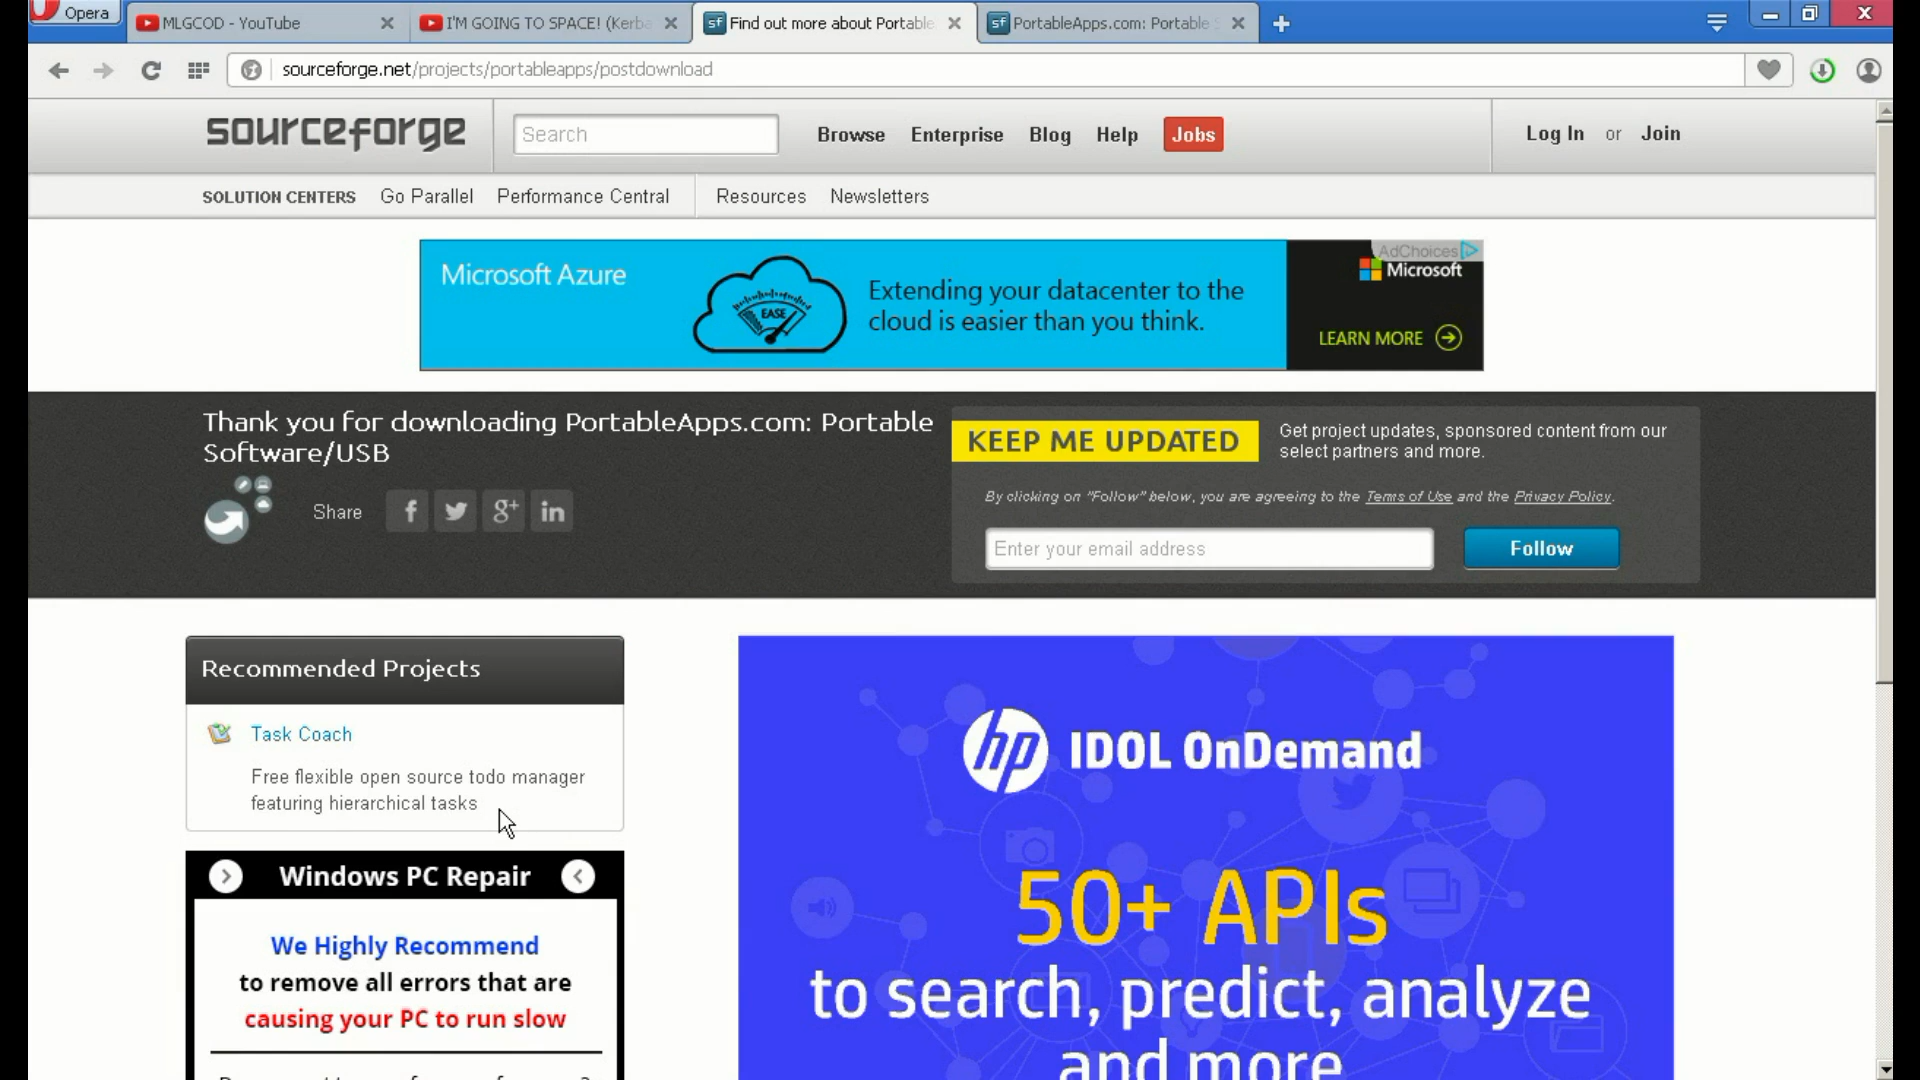 Opera
MLGCOD - YouTube
I'M GOING TO SPACE! (Kerba
Find out more about Portable
PortableApps.com: Portable S
sourceforge.net/projects/portableapps/postdownload
sourceforge
Search
Browse
Enterprise
Blog
Help
Jobs
Log In or Join
SOLUTION CENTERS
Go Parallel
Performance Central
Resources
Newsletters
Microsoft Azure
EASE
Extending your datacenter to the
cloud is easier than you think.
AdChoices
Microsoft
LEARN MORE
Thank you for downloading PortableApps.com: Portable
Software/USB
Share
KEEP ME UPDATED
Get project updates, sponsored content from our
select partners and more.
By clicking on "Follow" below, you are agreeing to the Terms of Use and the Privacy Policy.
Enter your email address
Follow
Recommended Projects
Task Coach
Free flexible open source todo manager
featuring hierarchical tasks
Windows PC Repair
We Highly Recommend
to remove all errors that are
causing your PC to run slow
hp IDOL OnDemand
50+ APIs
to search, predict, analyze
and more